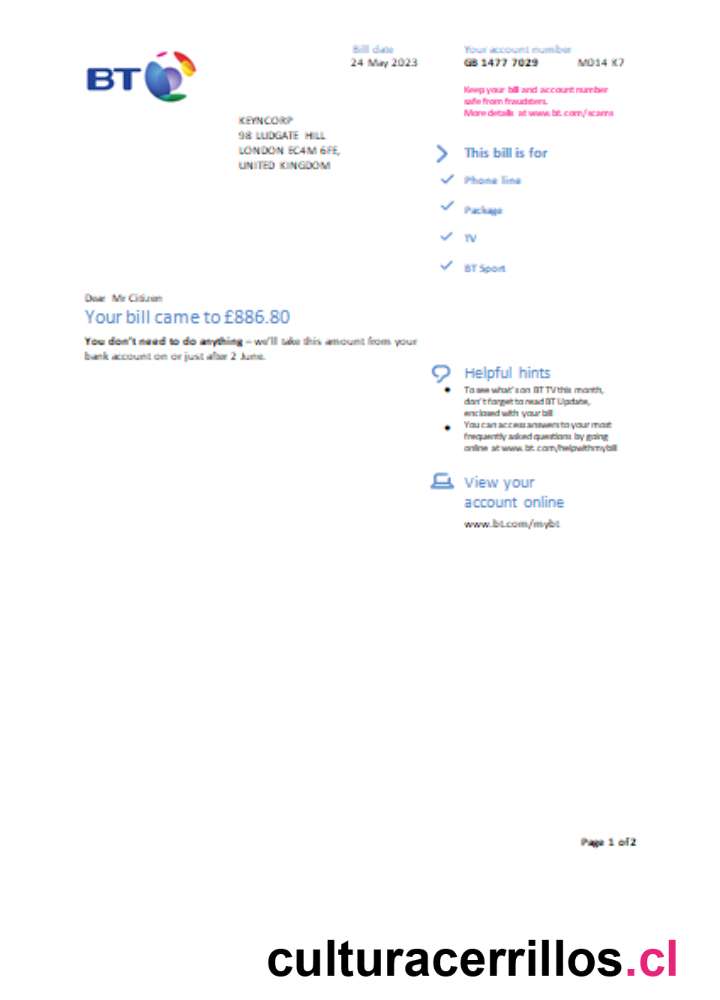 BT
Bill date
24 May 2023
Your account number
GB 1477 7029 M014 K7
Keep your bill and account number
safe from fraudsters.
More details at www.bt.com/scams
KEYNCORP
98 LUDGATE HILL
LONDON EC4M 6FE,
UNITED KINGDOM
This bill is for
Phone line
Package
TV
BT Sport
Dear Mr Citizen
Your bill came to £886.80
You don't need to do anything – we'll take this amount from your
bank account on or just after 2 June.
Helpful hints
To see what's on BT TV this month,
don't forget to read BT Update,
enclosed with your bill
You can access answers to your most
frequently asked questions by going
online at www.bt.com/helpwithmybill
View your
account online
www.bt.com/mybt
Page 1 of 2
culturacerrillos.cl